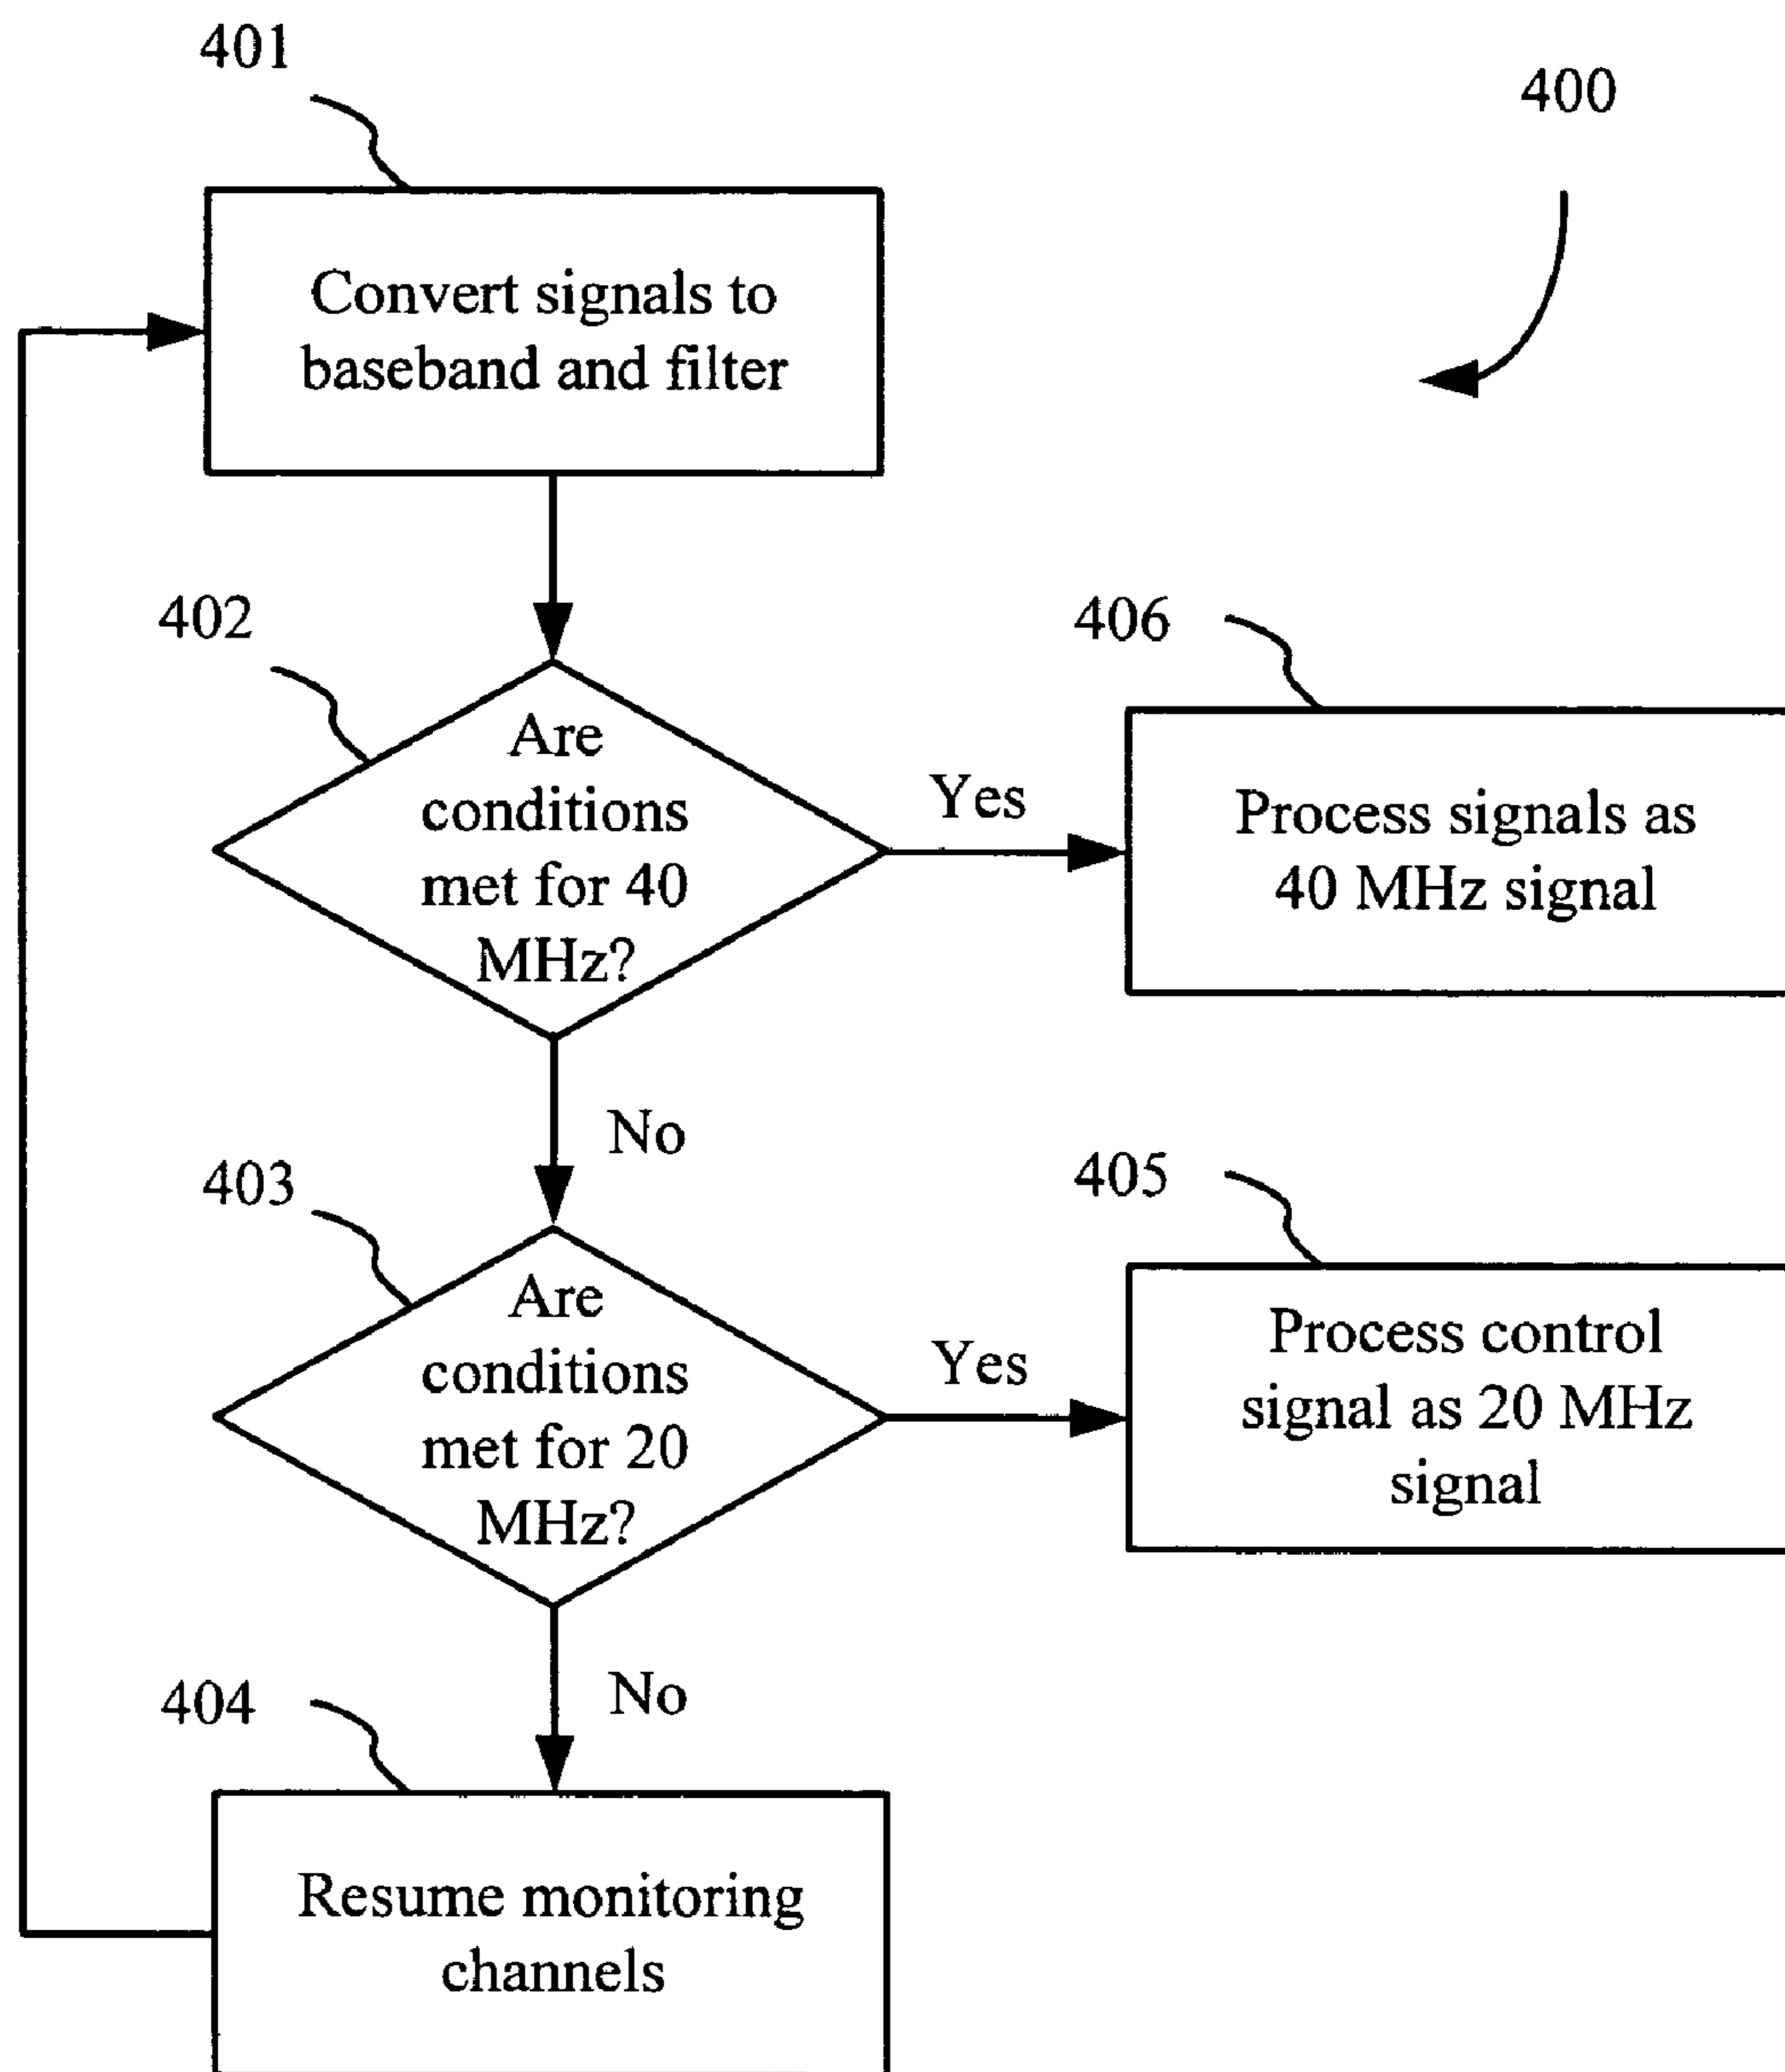 401
400
Convert signals to
baseband and filter
402
406
Are
conditions
met for 40
MHz?
Yes
Process signals as
40 MHz signal
No
403
405
Are
conditions
met for 20
MHz?
Yes
Process control
signal as 20 MHz
signal
No
404
Resume monitoring
channels